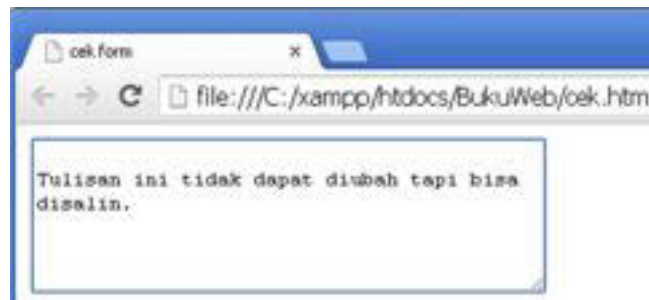 cek form
file:///C:/xampp/htdocs/BukuWeb/cek.htm
Tulisan ini tidak dapat diubah tapi bisa
disalin.